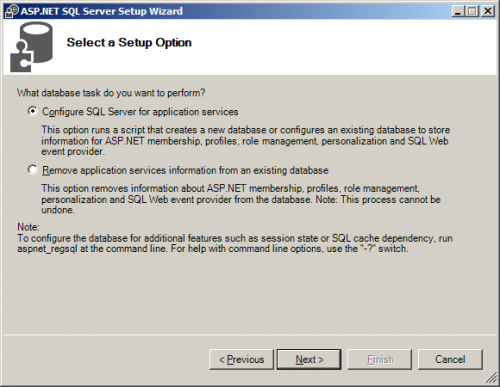 ASP.NET SQL Server Setup Wizard
Select a Setup Option
What database task do you want to perform?
Configure SQL Server for application services
This option runs a script that creates a new database or configures an existing database to store
information for ASP.NET membership, profiles, role management, personalization and SQL Web
event provider.
Remove application services information from an existing database
This option removes information about ASP.NET membership, profiles, role management,
personalization and SQL Web event provider from the database. Note: This process cannot be
undone.
Note:
To configure the database for additional features such as session state or SQL cache dependency, run
aspnet_regsql at the command line. For help with command line options, use the "-?" switch.
< Previous
Next >
Finish
Cancel